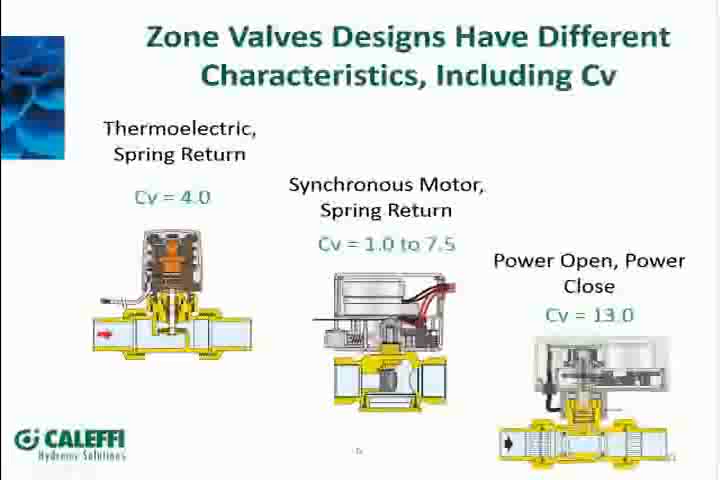 Zone Valves Designs Have Different
Characteristics, Including Cv
Thermoelectric,
Spring Return
Cv = 4.0
Synchronous Motor,
Spring Return
Cv = 1.0 to 7.5
Power Open, Power
Close
Cv = 13.0
CALEFFI
Hydronic Solutions